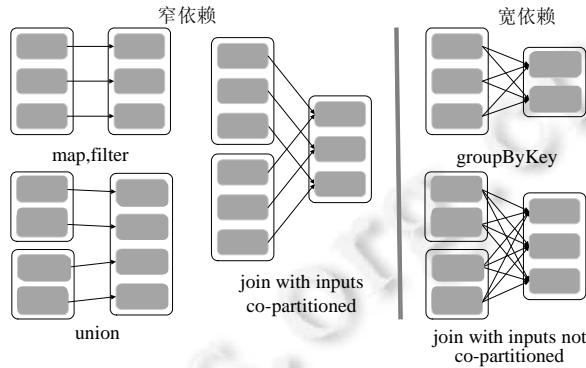 窄依赖
宽依赖
map,filter
union
join with inputs
co-partitioned
groupByKey
join with inputs not
co-partitioned